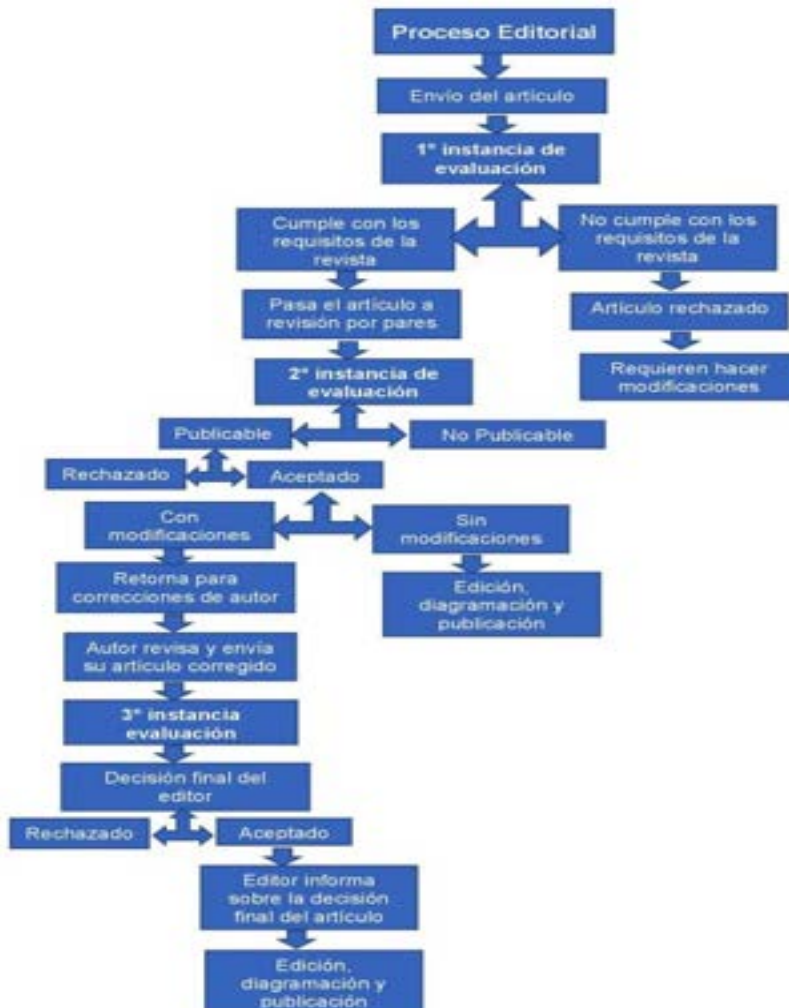 Proceso Editorial
Envío del artículo
1° instancia de
evaluación
Cumple con los
requisitos de la
revista
No cumple con los
requisitos de la
revista
Pasa el artículo a
revisión por pares
Artículo rechazado
2° instancia de
evaluación
Requieren hacer
modificaciones
Publicable
No Publicable
Rechazado
Aceptado
Con
modificaciones
Sin
modificaciones
Retorna para
correcciones de autor
Edición,
diagramación y
publicación
Autor revisa y envía
su artículo corregido
3° instancia
evaluación
Decisión final del
editor
Rechazado
Aceptado
Editor informa
sobre la decisión
final del artículo
Edición,
diagramación y
publicación